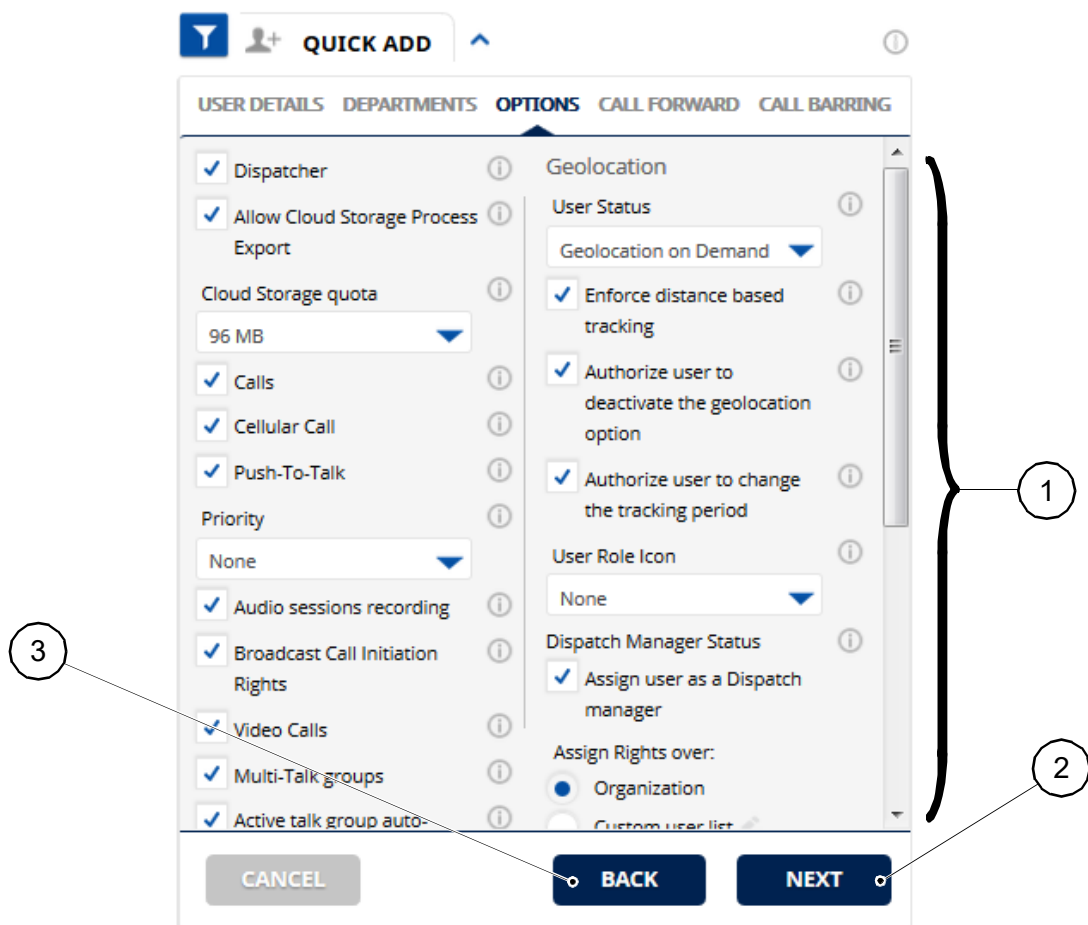 QUICK ADD
USER DETAILS DEPARTMENTS OPTIONS CALL FORWARD CALL BARRING
Dispatcher
Allow Cloud Storage Process
Export
Cloud Storage quota
96 MB
Calls
Cellular Call
Push-To-Talk
Priority
None
Audio sessions recording
Broadcast Call Initiation
Rights
Video Calls
Multi-Talk groups
Active talk group auto-
Geolocation
User Status
Geolocation on Demand
Enforce distance based
tracking
Authorize user to
deactivate the geolocation
option
Authorize user to change
the tracking period
User Role Icon
None
Dispatch Manager Status
Assign user as a Dispatch
manager
Assign Rights over:
Organization
Custom user list
CANCEL BACK NEXT
1
2
3